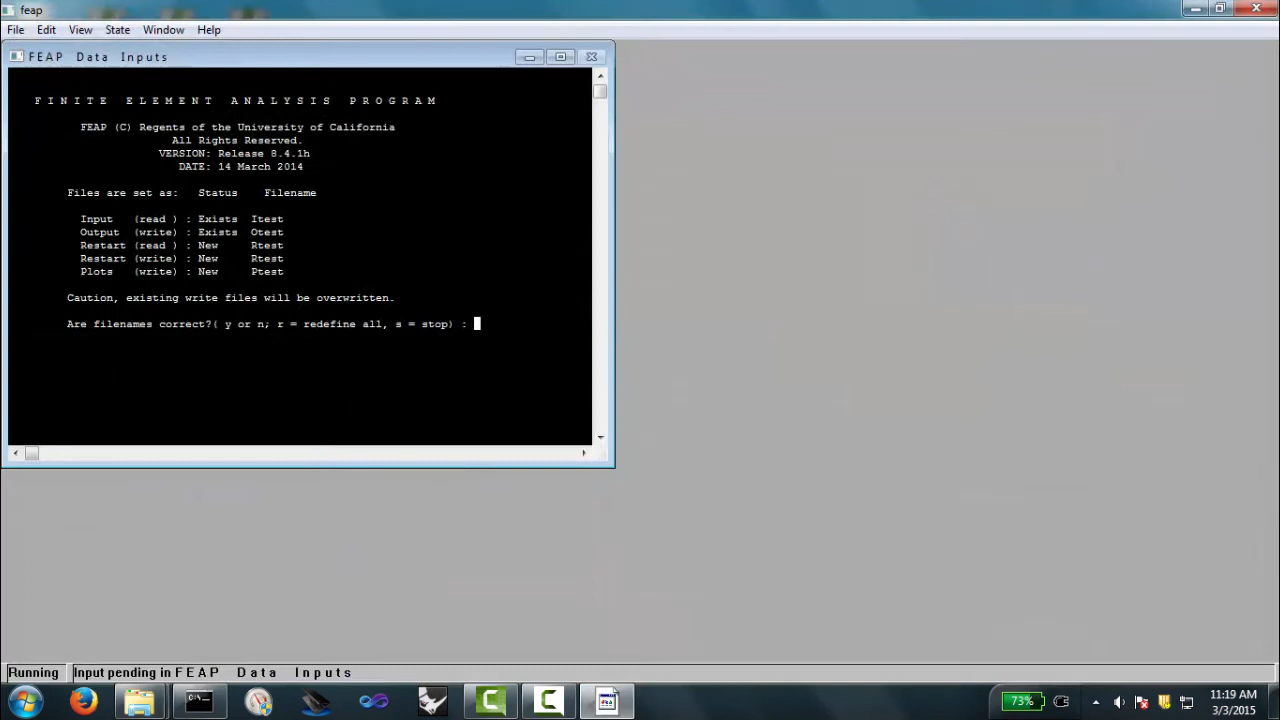 feap
File Edit View State Window Help
FEAP Data Inputs
F I N I T E   E L E M E N T   A N A L Y S I S   P R O G R A M
FEAP (C) Regents of the University of California
All Rights Reserved.
VERSION: Release 8.4.1h
DATE: 14 March 2014
Files are set as: Status Filename
Input (read ) : Exists Itest
Output (write) : Exists Otest
Restart (read ) : New Rtest
Restart (write) : New Rtest
Plots (write) : New Ptest
Caution, existing write files will be overwritten.
Are filenames correct?( y or n; r = redefine all, s = stop) :
Running Input pending in F E A P   D a t a   I n p u t s
73%
11:19 AM
3/3/2015